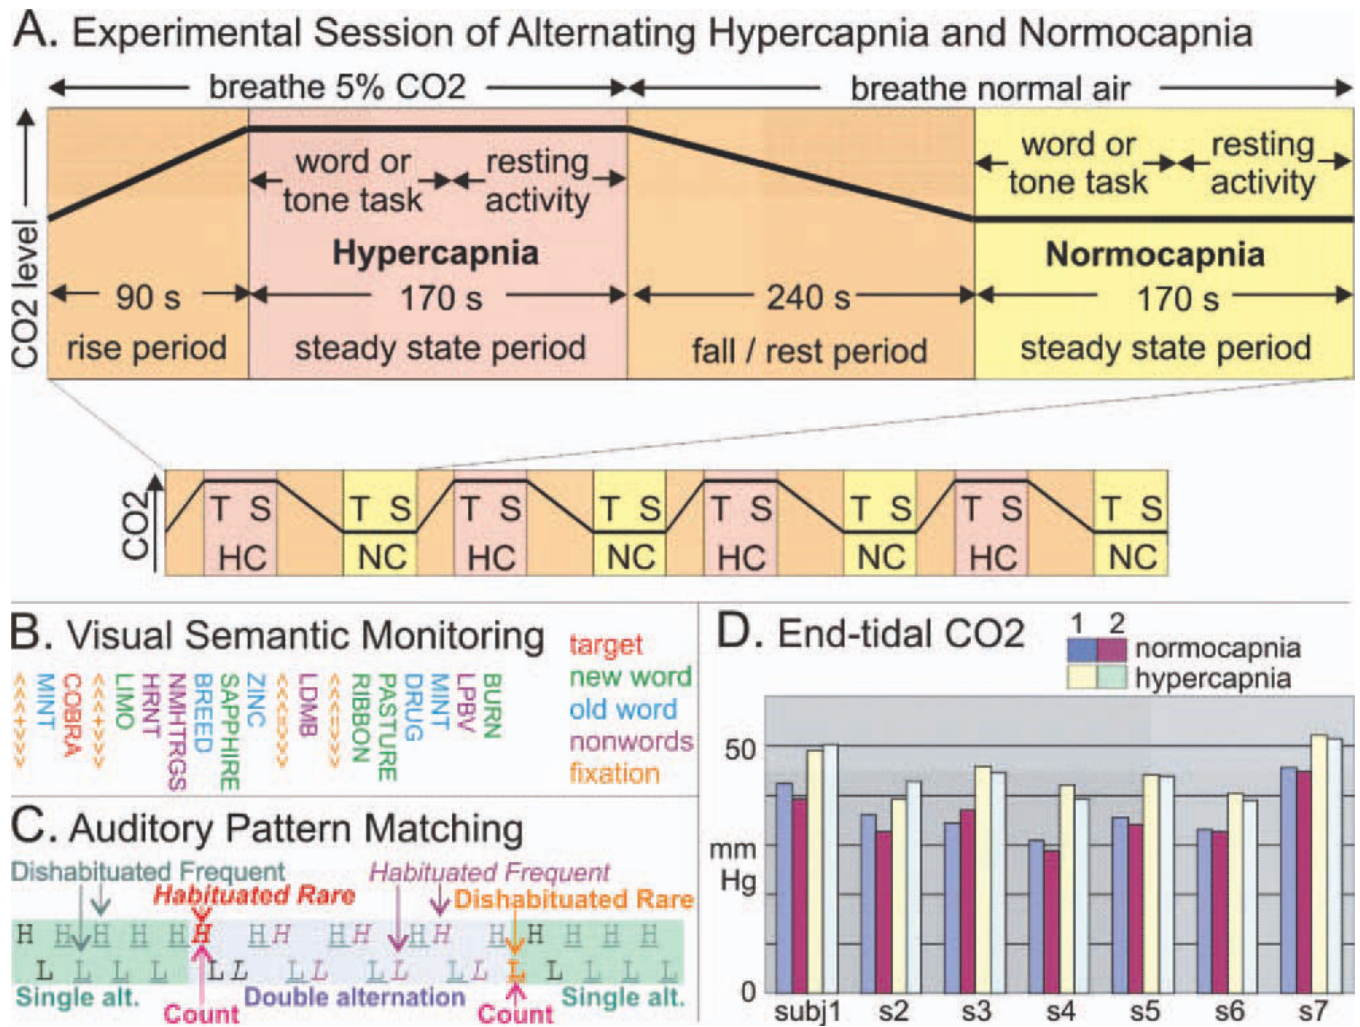 A. Experimental Session of Alternating Hypercapnia and Normocapnia
breathe 5% CO2
breathe normal air
CO2 level
word or
tone task
resting
activity
word or
tone task
resting
activity
Hypercapnia
Normocapnia
90 s
170 s
240 s
170 s
rise period
steady state period
fall / rest period
steady state period
CO2
T S
T S
T S
T S
T S
T S
T S
T S
HC
NC
HC
NC
HC
NC
HC
NC
B. Visual Semantic Monitoring
<<<+>>>
MINT
COBRA
<<<+>>>
LIMO
HRNT
NMHTRGS
BREED
SAPPHIRE
ZINC
<<<=>>>
LDMB
<<<=>>>
RIBBON
PASTURE
DRUG
MINT
LPBV
BURN
target
new word
old word
nonwords
fixation
C. Auditory Pattern Matching
Dishabituated Frequent
Habituated Frequent
Habituated Rare
Dishabituated Rare
H H H H H H H H H H H H H H H H H H
L L L L L L L L L L L L L L L L L
Single alt.
Double alternation
Single alt.
Count
Count
D. End-tidal CO2
1 2
normocapnia
hypercapnia
50
mm
Hg
0
subj1 s2 s3 s4 s5 s6 s7